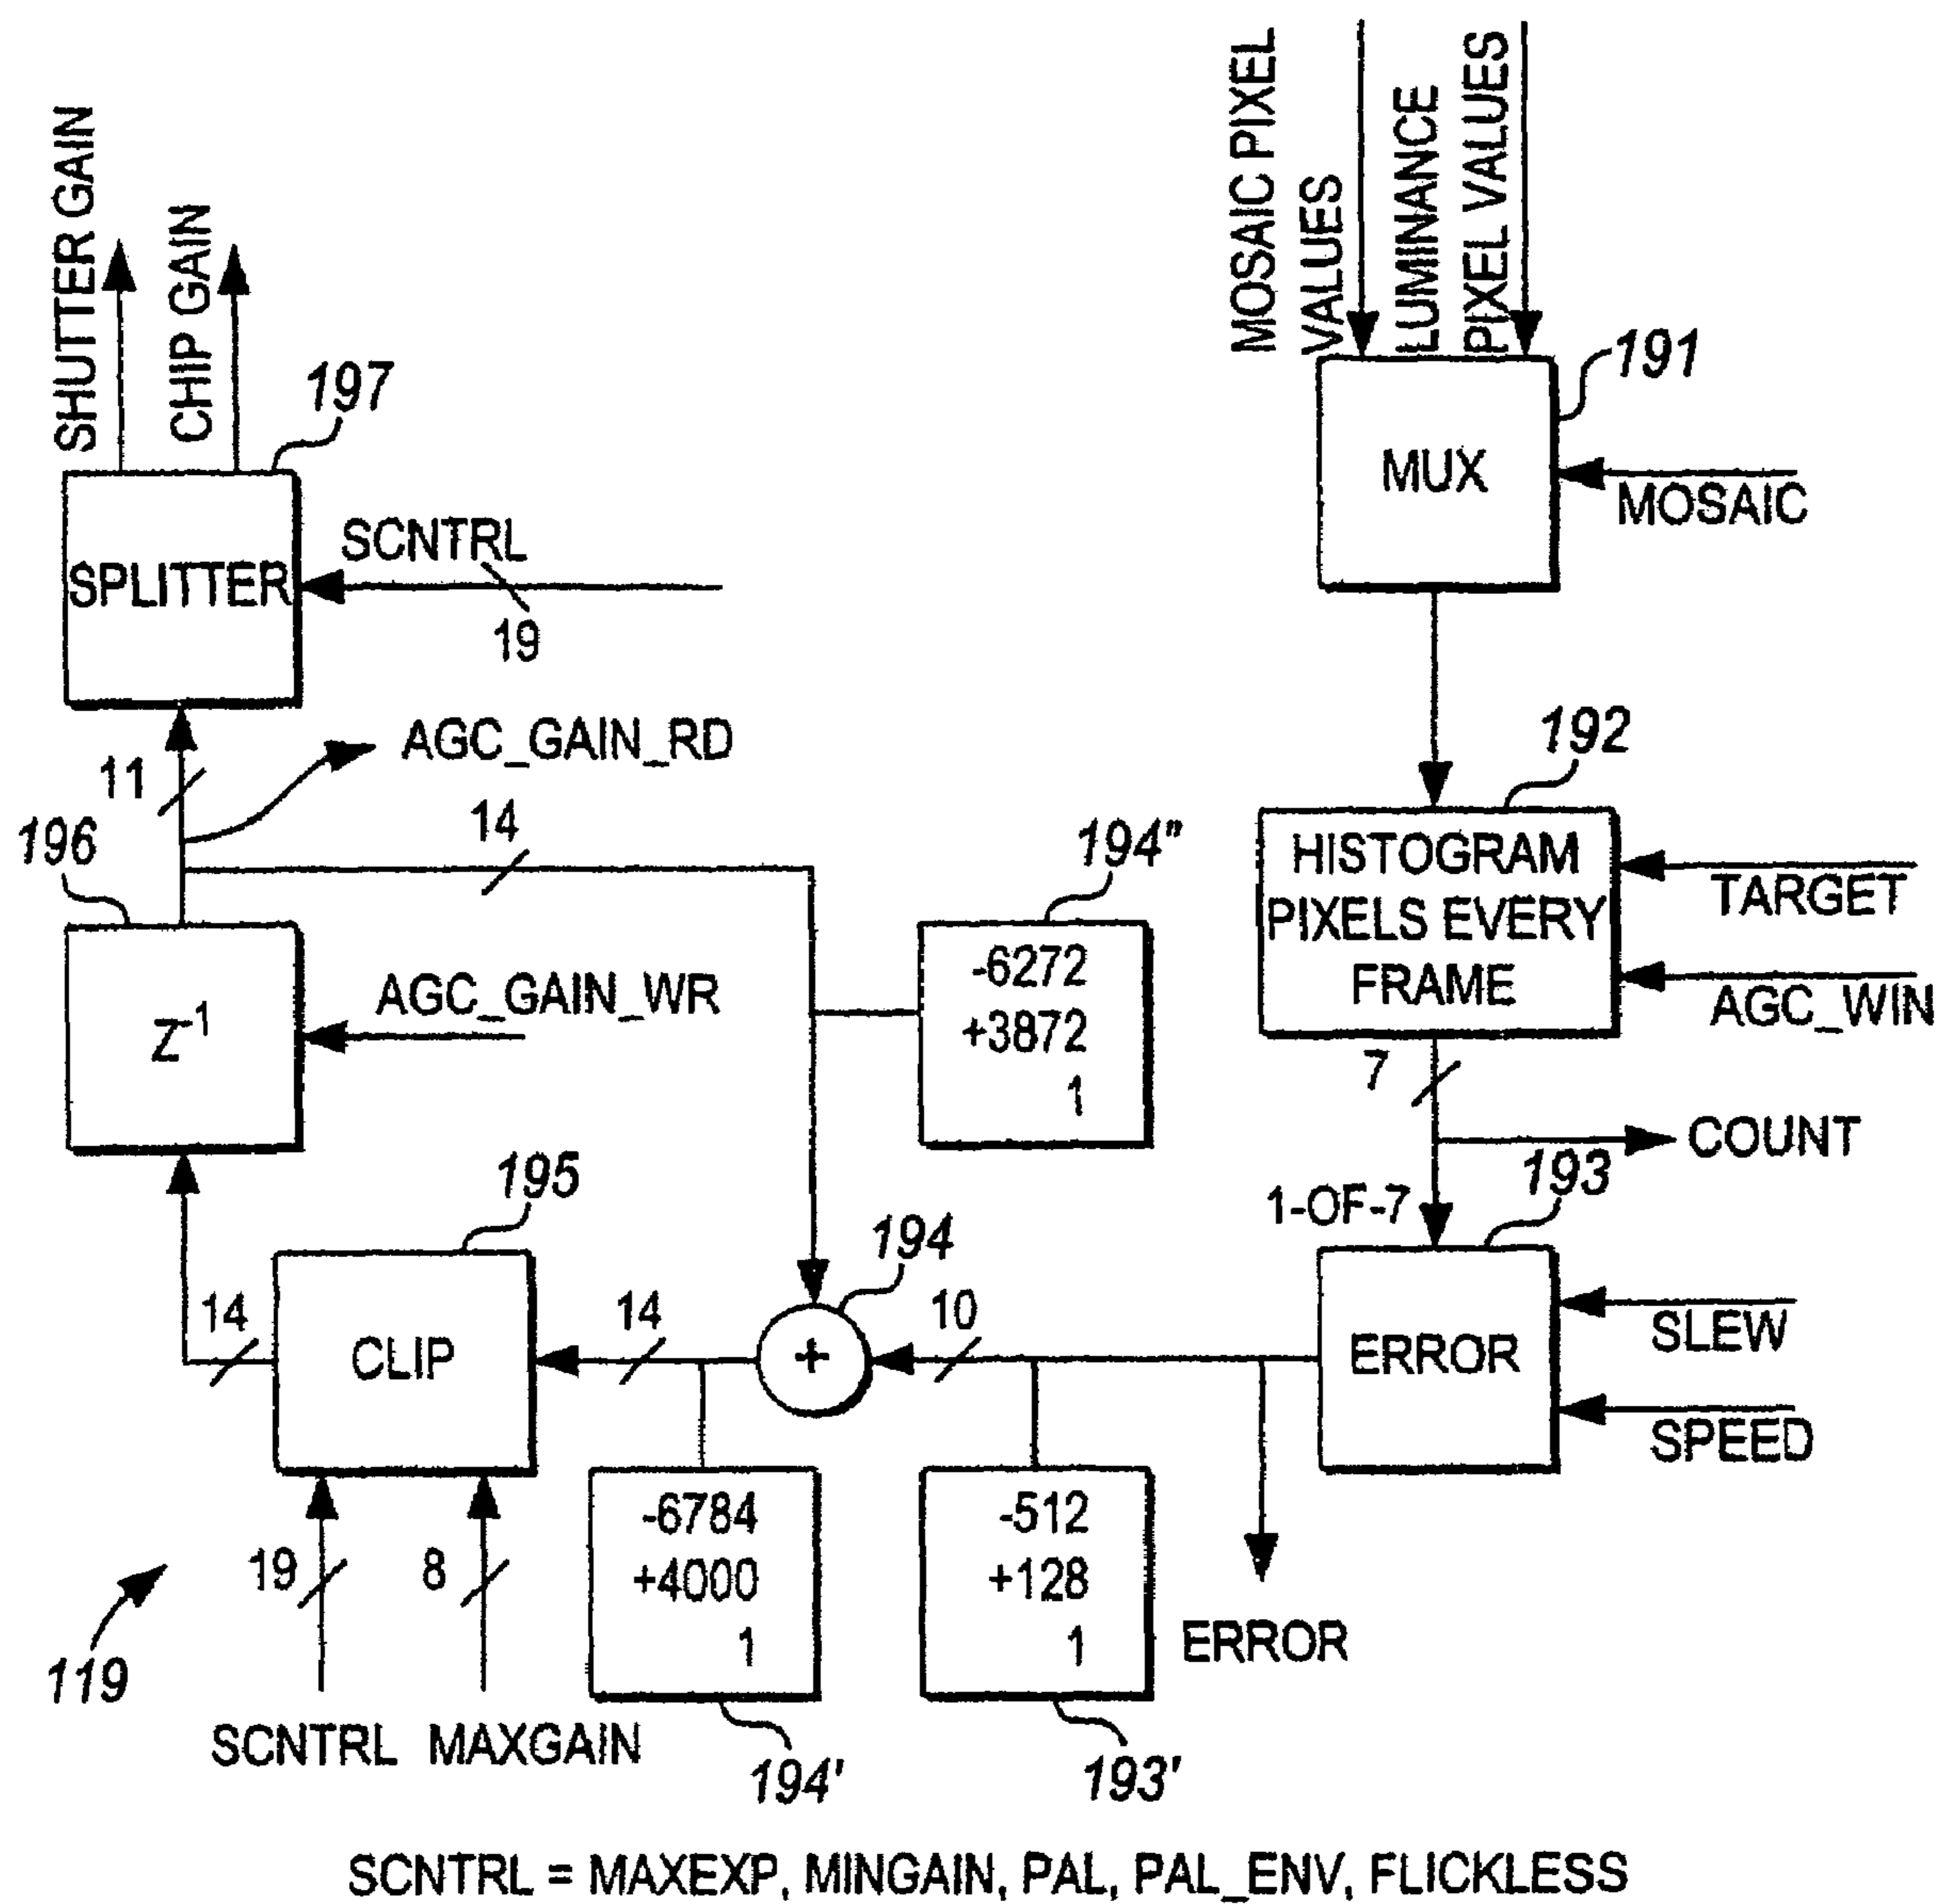 SHUTTER GAIN
CHIP GAIN
197
SPLITTER
SCNTRL
19
11
AGC_GAIN_RD
14
196
Z-1
AGC_GAIN_WR
MOSAIC PIXEL
VALUES
LUMINANCE
PIXEL VALUES
191
MUX
MOSAIC
192
HISTOGRAM
PIXELS EVERY
FRAME
TARGET
AGC_WIN
7
COUNT
1-OF-7
193
ERROR
SLEW
SPEED
194"
-6272
+3872
1
194
+
10
14
195
CLIP
14
19
8
SCNTRL MAXGAIN
-6784
+4000
1
194'
-512
+128
1
193'
ERROR
119
SCNTRL = MAXEXP, MINGAIN, PAL, PAL_ENV, FLICKLESS